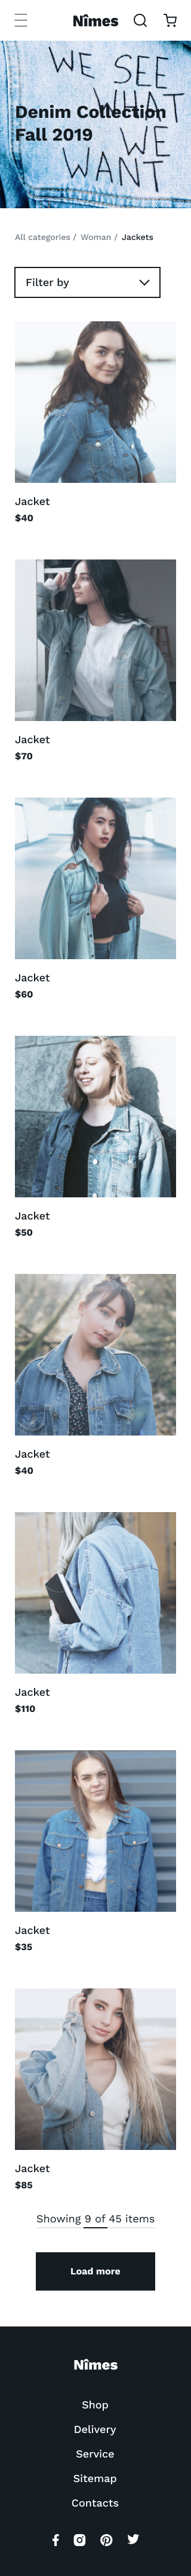 Nîmes
WE SEE
WHAT
WE
WANT
Denim Collection
Fall 2019
All categories / Woman / Jackets
Filter by
Jacket
$40
Jacket
$70
Jacket
$60
Jacket
$50
Jacket
$40
Jacket
$110
Jacket
$35
Jacket
$85
Showing 9 of 45 items
Load more
Nîmes
Shop
Delivery
Service
Sitemap
Contacts